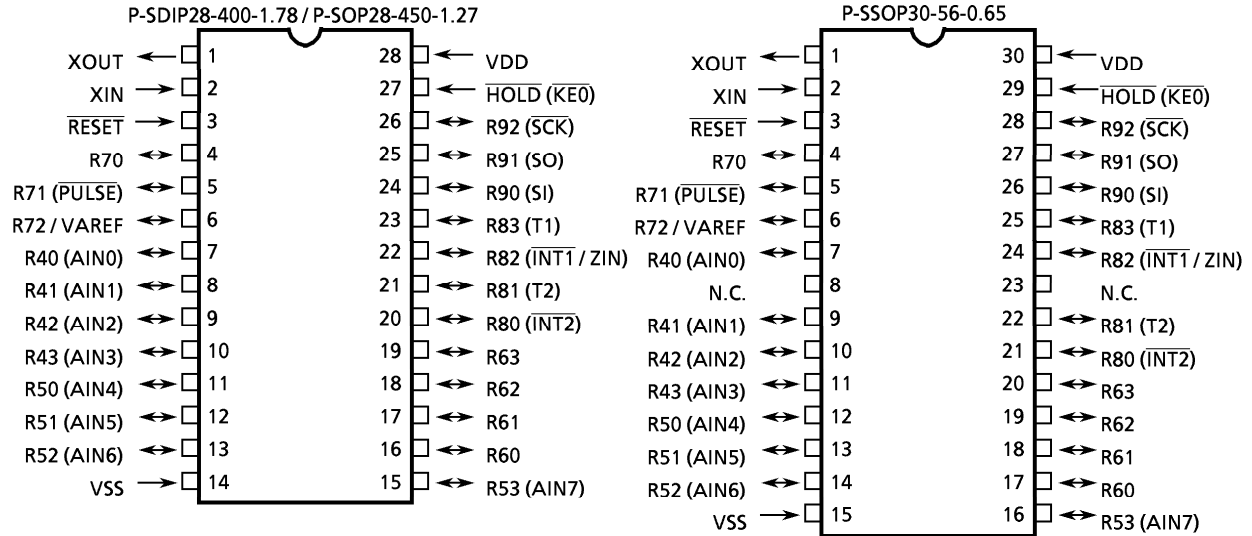 P-SDIP28-400-1.78 / P-SOP28-450-1.27
XOUT 1 28 VDD
XIN 2 27 HOLD (KE0)
RESET 3 26 R92 (SCK)
R70 4 25 R91 (SO)
R71 (PULSE) 5 24 R90 (SI)
R72 / VAREF 6 23 R83 (T1)
R40 (AIN0) 7 22 R82 (INT1 / ZIN)
R41 (AIN1) 8 21 R81 (T2)
R42 (AIN2) 9 20 R80 (INT2)
R43 (AIN3) 10 19 R63
R50 (AIN4) 11 18 R62
R51 (AIN5) 12 17 R61
R52 (AIN6) 13 16 R60
VSS 14 15 R53 (AIN7)
P-SSOP30-56-0.65
XOUT 1 30 VDD
XIN 2 29 HOLD (KE0)
RESET 3 28 R92 (SCK)
R70 4 27 R91 (SO)
R71 (PULSE) 5 26 R90 (SI)
R72 / VAREF 6 25 R83 (T1)
R40 (AIN0) 7 24 R82 (INT1 / ZIN)
N.C. 8 23 N.C.
R41 (AIN1) 9 22 R81 (T2)
R42 (AIN2) 10 21 R80 (INT2)
R43 (AIN3) 11 20 R63
R50 (AIN4) 12 19 R62
R51 (AIN5) 13 18 R61
R52 (AIN6) 14 17 R60
VSS 15 16 R53 (AIN7)